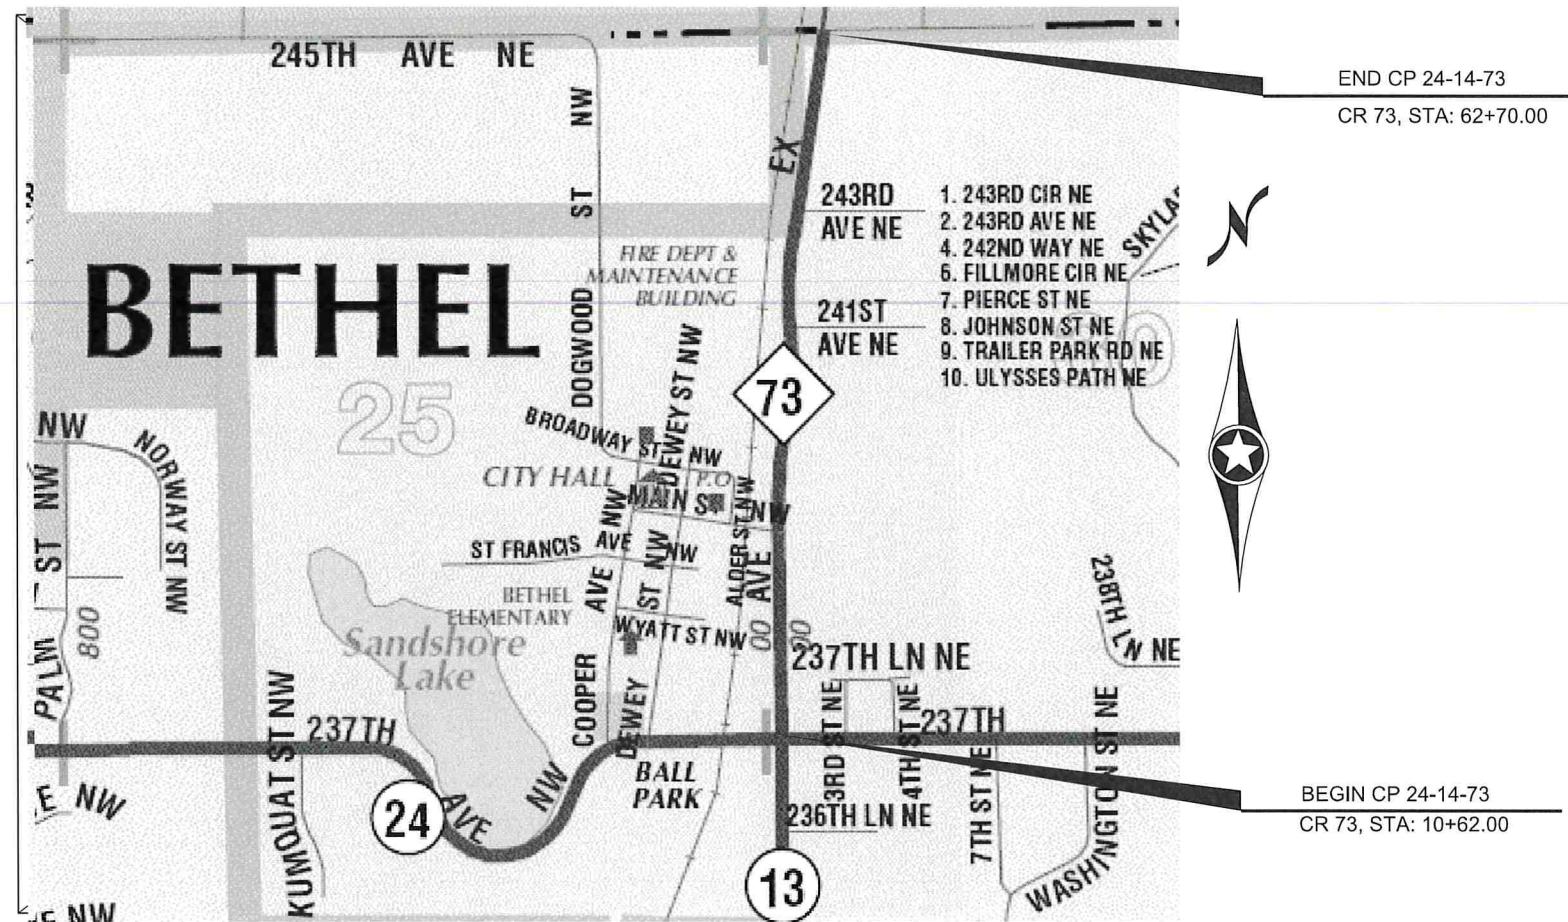 245TH AVE NE
END CP 24-14-73
CR 73, STA: 62+70.00
DOGWOOD ST NW
EX
243RD
AVE NE
1. 243RD CIR NE
2. 243RD AVE NE
4. 242ND WAY NE
6. FILLMORE CIR NE
7. PIERCE ST NE
8. JOHNSON ST NE
9. TRAILER PARK RD NE
10. ULYSSES PATH NE
N
FIRE DEPT &
MAINTENANCE
BUILDING
BETHEL
241ST
AVE NE
25
73
DEWEY ST NW
BROADWAY ST NW
CITY HALL
P.O
MAIN ST NW
NW
NORWAY ST NW
PALM ST NW
800
ST FRANCIS AVE NW
ALDER ST NW
AVE
COOPER AVE NW
DEWEY ST NW
BETHEL
ELEMENTARY
WYATT ST NW
00 00
Sandshore
Lake
238TH LN NE
237TH LN NE
3RD ST NE
4TH ST NE
237TH
237TH AVE NW
KUMQUAT ST NW
BALL
PARK
7TH ST NE
WASHINGTON ST NE
BEGIN CP 24-14-73
CR 73, STA: 10+62.00
E NW
24
236TH LN NE
13
NW